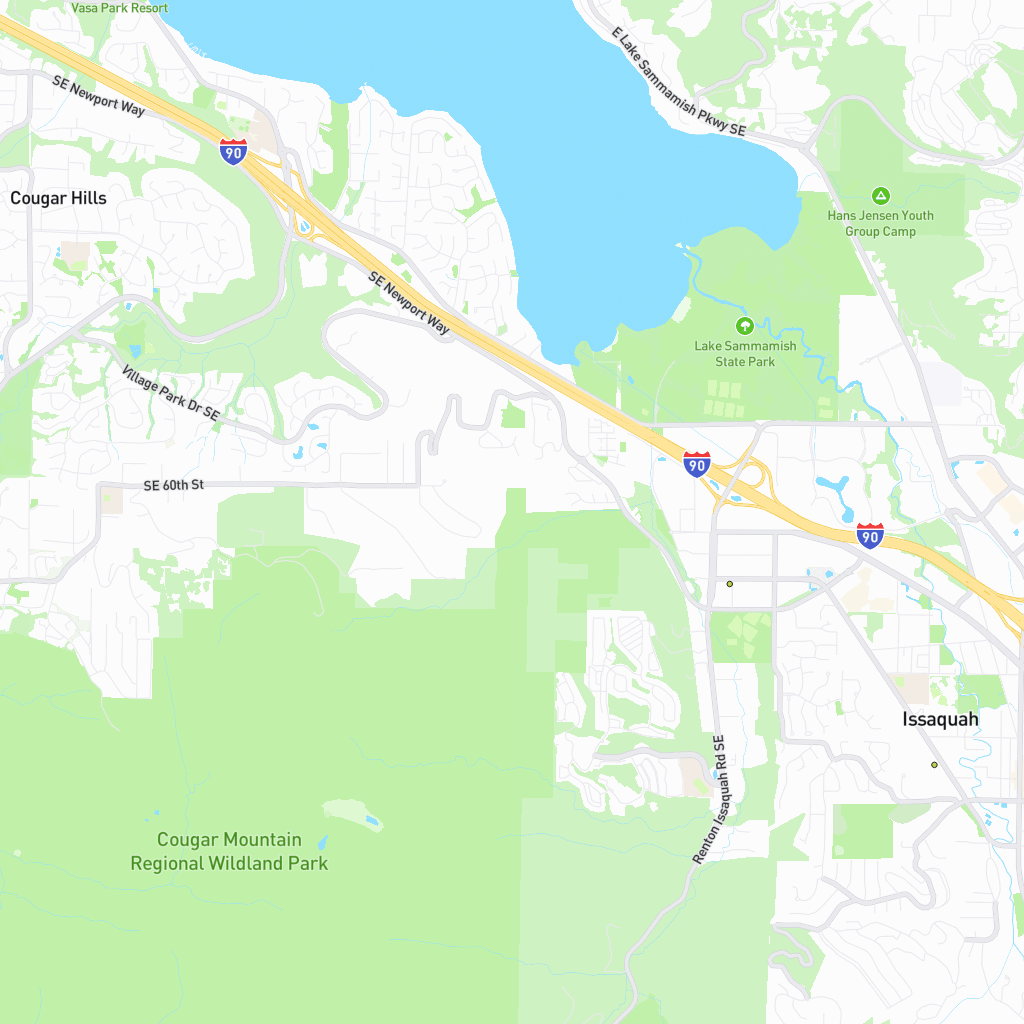 Vasa Park Resort
E Lake Sammamish Pkwy SE
SE Newport Way
90
Cougar Hills
Hans Jensen Youth
Group Camp
SE Newport Way
Lake Sammamish
State Park
Village Park Dr SE
90
SE 60th St
90
Issaquah
Renton Issaquah Rd SE
Cougar Mountain
Regional Wildland Park